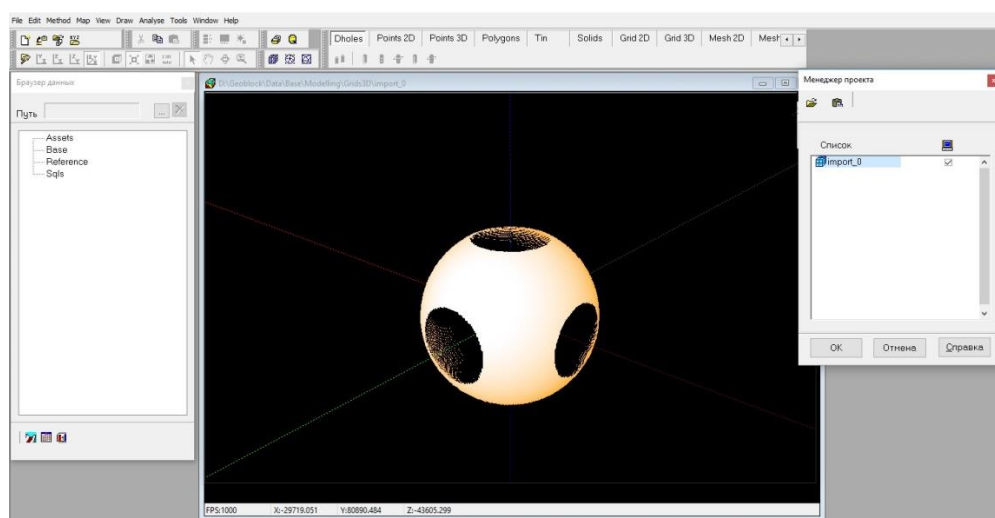 File Edit Method Map View Draw Analyse Tools Window Help
Dholes Points 2D Points 3D Polygons Tin Solids Grid 2D Grid 3D Mesh 2D Mesh
Браузер данных
Путь
...
Assets
Base
Reference
Sqls
D:\Geoblock\Data\Base\Modelling\Grids3D\import_0
FPS:1000 X:-29719.051 Y:80890.484 Z:-43605.299
Менеджер проекта
Список
import_0
OK Отмена Справка